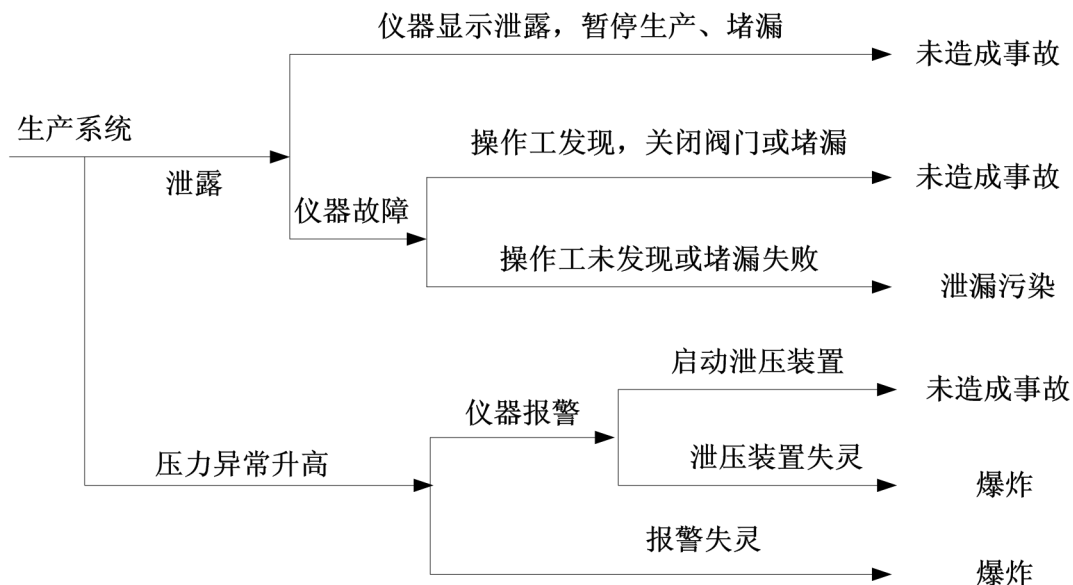 仪器显示泄露，暂停生产、堵漏
未造成事故
生产系统
操作工发现，关闭阀门或堵漏
未造成事故
泄露
仪器故障
操作工未发现或堵漏失败
泄漏污染
启动泄压装置
未造成事故
仪器报警
压力异常升高
泄压装置失灵
爆炸
报警失灵
爆炸